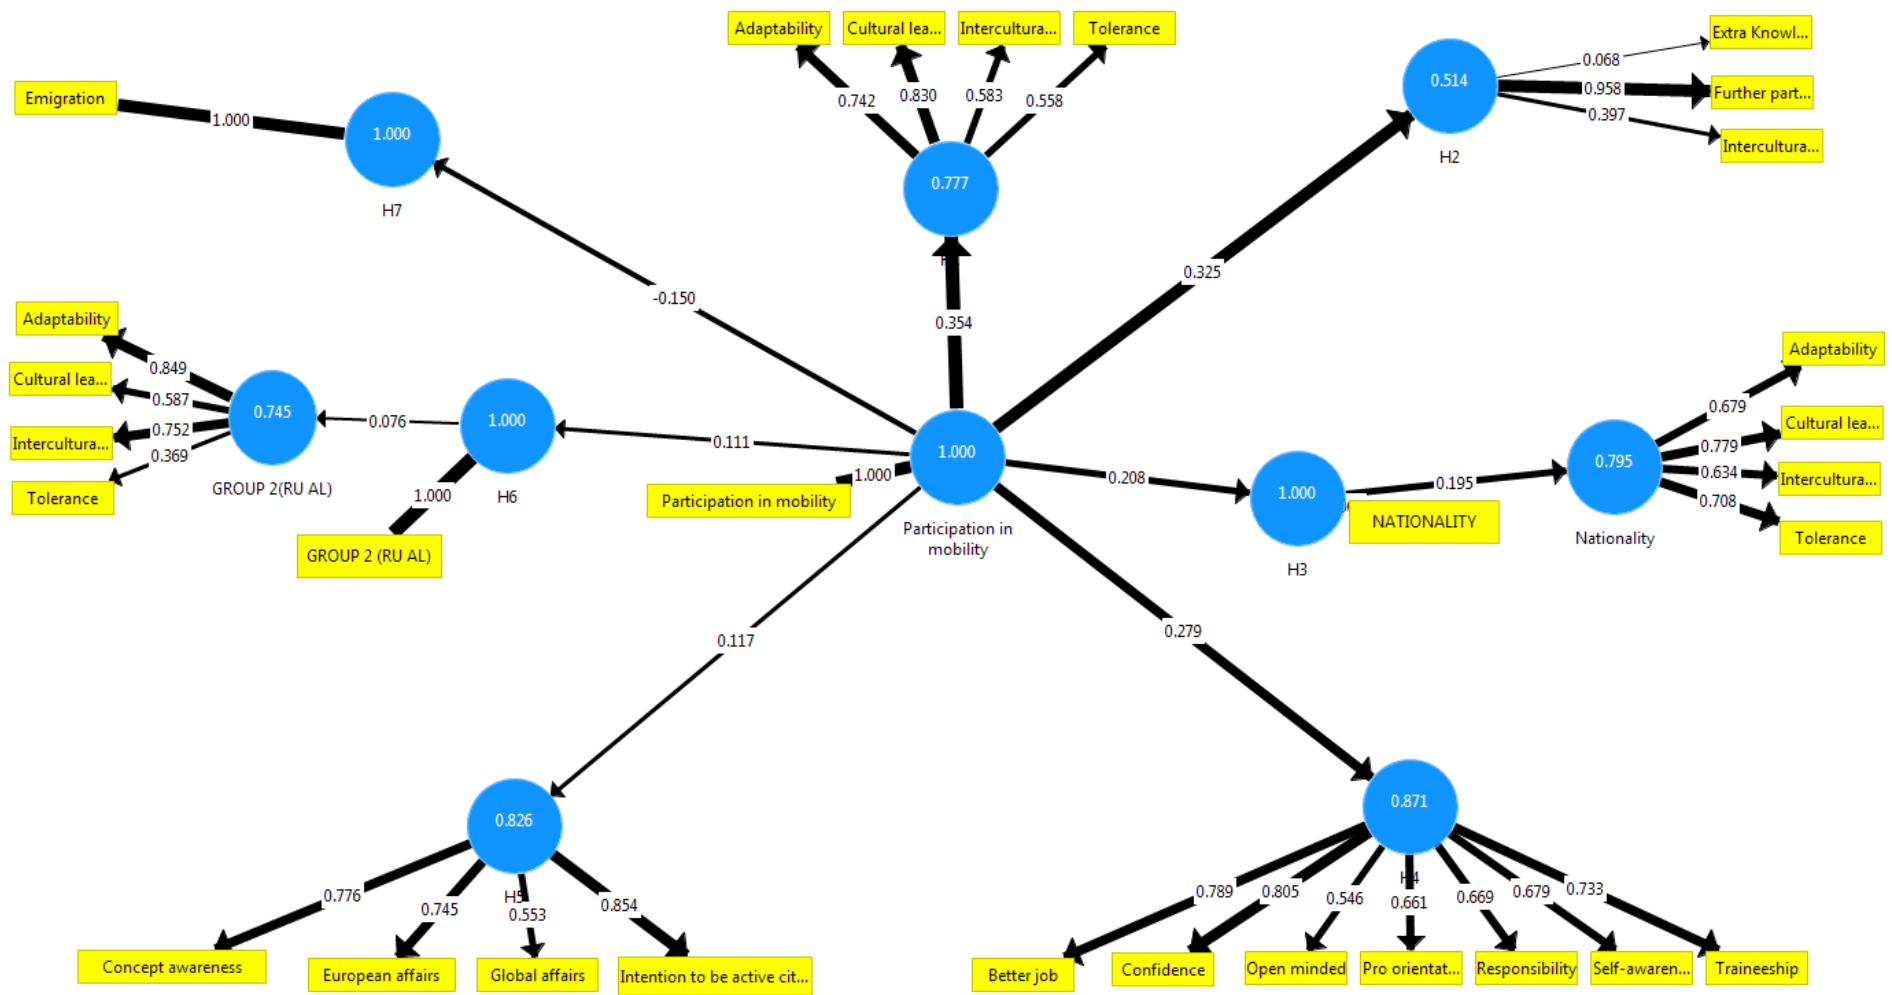 Adaptability
Cultural lea...
Intercultura...
Tolerance
0.742
0.830
0.583
0.558
0.777
0.354
Extra Knowl...
Further part...
Intercultura...
0.068
0.958
0.397
0.514
H2
0.325
Emigration
1.000
1.000
H7
-0.150
Adaptability
Cultural lea...
Intercultura...
Tolerance
0.849
0.587
0.752
0.369
0.745
GROUP 2(RU AL)
0.076
1.000
H6
1.000
GROUP 2 (RU AL)
0.111
1.000
Participation in mobility
1.000
Participation in
mobility
0.208
1.000
H3
NATIONALITY
0.195
0.795
Nationality
Adaptability
Cultural lea...
Intercultura...
Tolerance
0.679
0.779
0.634
0.708
0.117
0.279
0.826
H5
0.776
0.745
0.553
0.854
Concept awareness
European affairs
Global affairs
Intention to be active cit...
0.871
H4
0.789
0.805
0.546
0.661
0.669
0.679
0.733
Better job
Confidence
Open minded
Pro orientat...
Responsibility
Self-awaren...
Traineeship